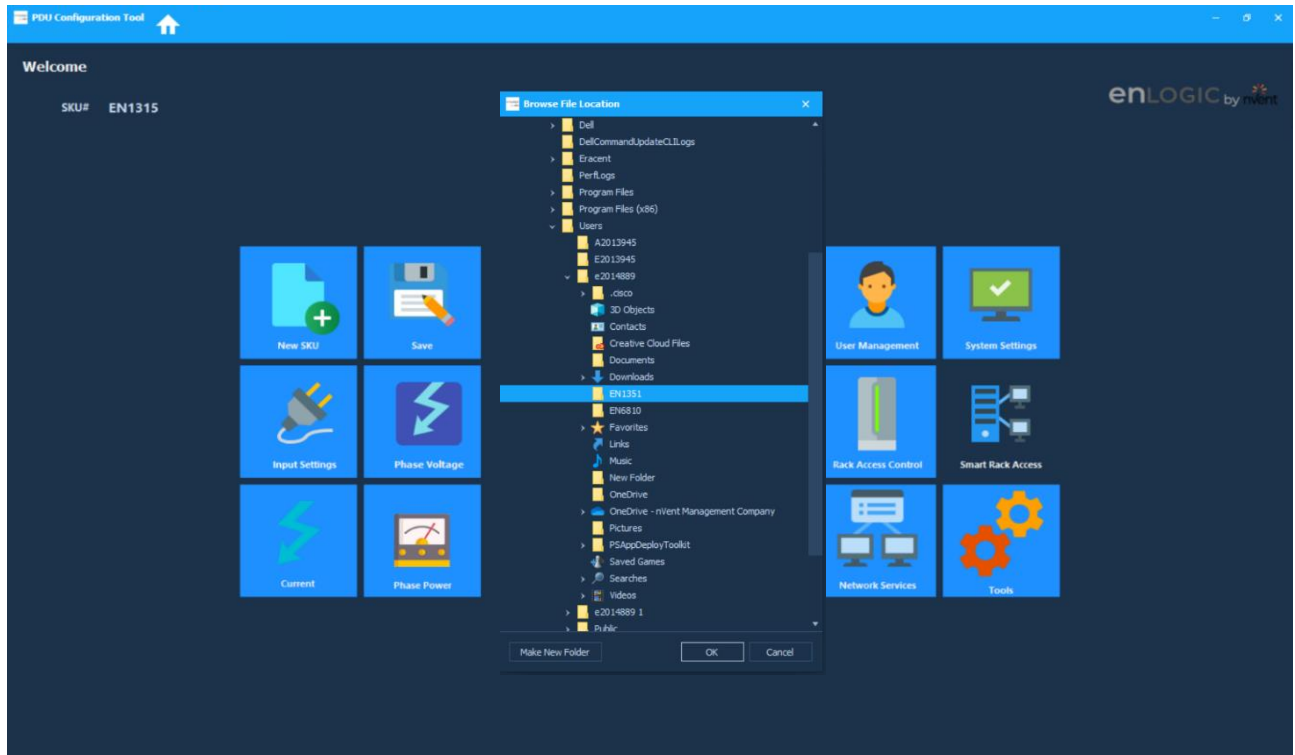 PDU Configuration Tool
Welcome
SKU# EN1315
enLOGIC by nvent
Browse File Location
Dell
DellCommandUpdateCLILogs
Eracent
PerfLogs
Program Files
Program Files (x86)
Users
A2013945
E2013945
e2014889
.cisco
3D Objects
Contacts
Creative Cloud Files
Documents
Downloads
EN1351
EN6810
Favorites
Links
Music
New Folder
OneDrive
OneDrive - nVent Management Company
Pictures
PSAppDeployToolkit
Saved Games
Searches
Videos
e2014889 1
Public
Make New Folder
OK
Cancel
New SKU
Save
User Management
System Settings
Input Settings
Phase Voltage
Rack Access Control
Smart Rack Access
Current
Phase Power
Network Services
Tools